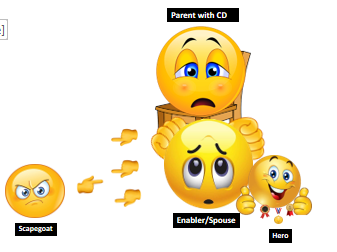 ]
Parent with CD
Enabler/Spouse
Scapegoat
Hero